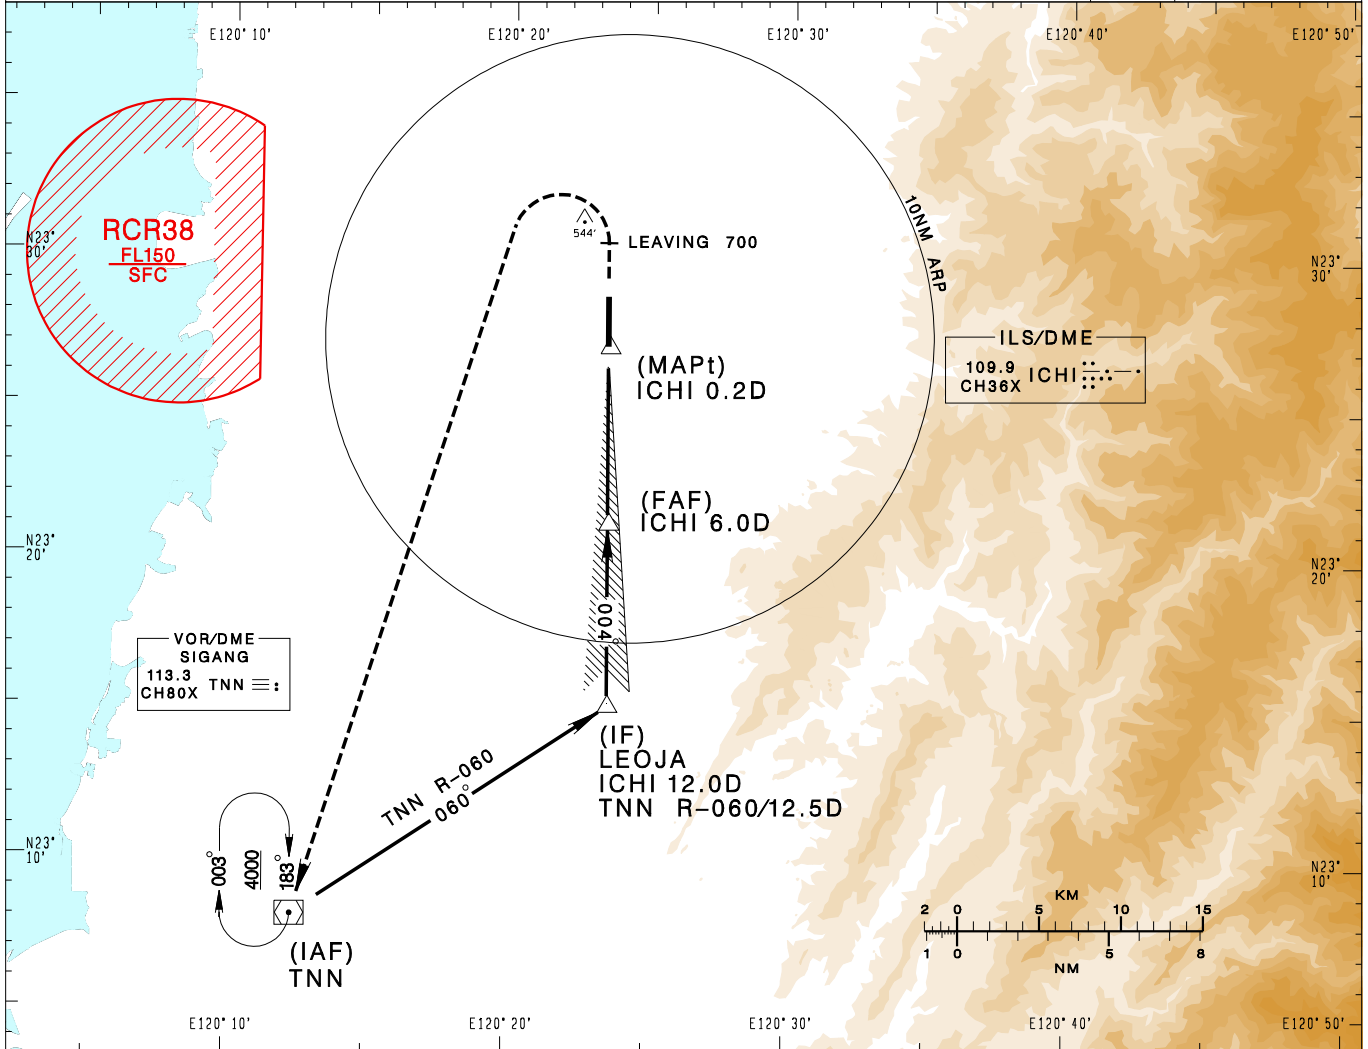 E120° 10'
E120° 20'
E120° 30'
E120° 40'
E120° 50'
10NM ARP
RCR38
FL150
SFC
N23°
30'
544'
LEAVING 700
N23°
30'
ILS/DME
109.9
CH36X
ICHI
(MAPt)
ICHI 0.2D
(FAF)
ICHI 6.0D
N23°
20'
N23°
20'
004°
VOR/DME
SIGANG
113.3
CH80X
TNN
(IF)
LEOJA
ICHI 12.0D
TNN R-060/12.5D
TNN R-060
060°
N23°
10'
N23°
10'
003°
4000
183°
(IAF)
TNN
KM
2 0 5 10 15
1 0 5 8
NM
E120° 10'
E120° 20'
E120° 30'
E120° 40'
E120° 50'